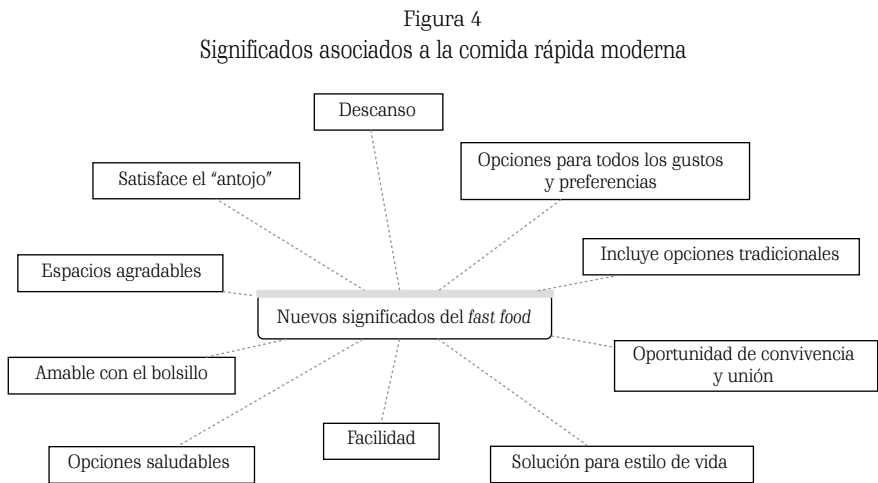 Figura 4
Significados asociados a la comida rápida moderna
Descanso
Opciones para todos los gustos
y preferencias
Satisface el "antojo"
Incluye opciones tradicionales
Espacios agradables
Nuevos significados del fast food
Oportunidad de convivencia
y unión
Amable con el bolsillo
Facilidad
Opciones saludables
Solución para estilo de vida